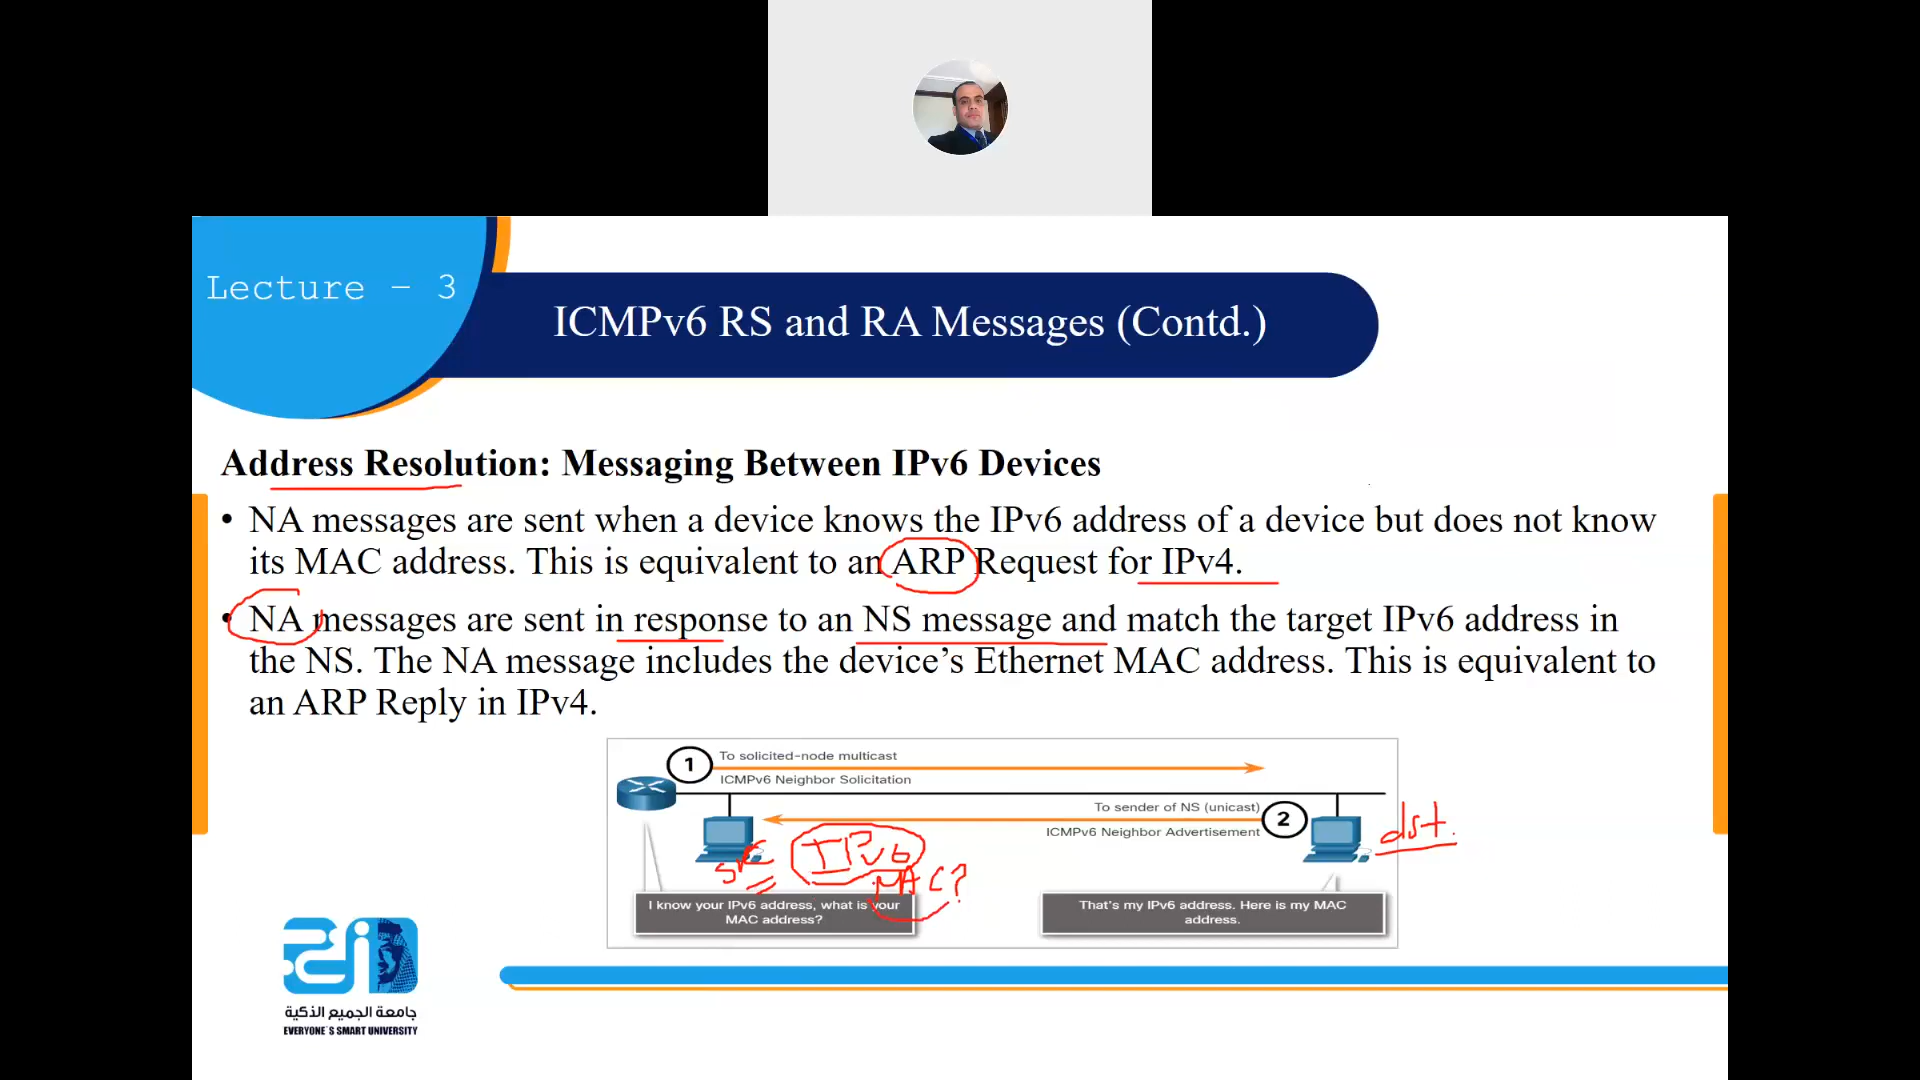 Lecture - 3
ICMPv6 RS and RA Messages (Contd.)
Address Resolution: Messaging Between IPv6 Devices
• NA messages are sent when a device knows the IPv6 address of a device but does not know
its MAC address. This is equivalent to an ARP Request for IPv4.
• NA messages are sent in response to an NS message and match the target IPv6 address in
the NS. The NA message includes the device’s Ethernet MAC address. This is equivalent to
an ARP Reply in IPv4.
1
To solicited-node multicast
ICMPv6 Neighbor Solicitation
To sender of NS (unicast)
2
ICMPv6 Neighbor Advertisement
dst.
src
IPv6
MAC?
I know your IPv6 address, what is your
MAC address?
That's my IPv6 address. Here is my MAC
address.
جامعة الجميع الذكية
EVERYONE`S SMART UNIVERSITY